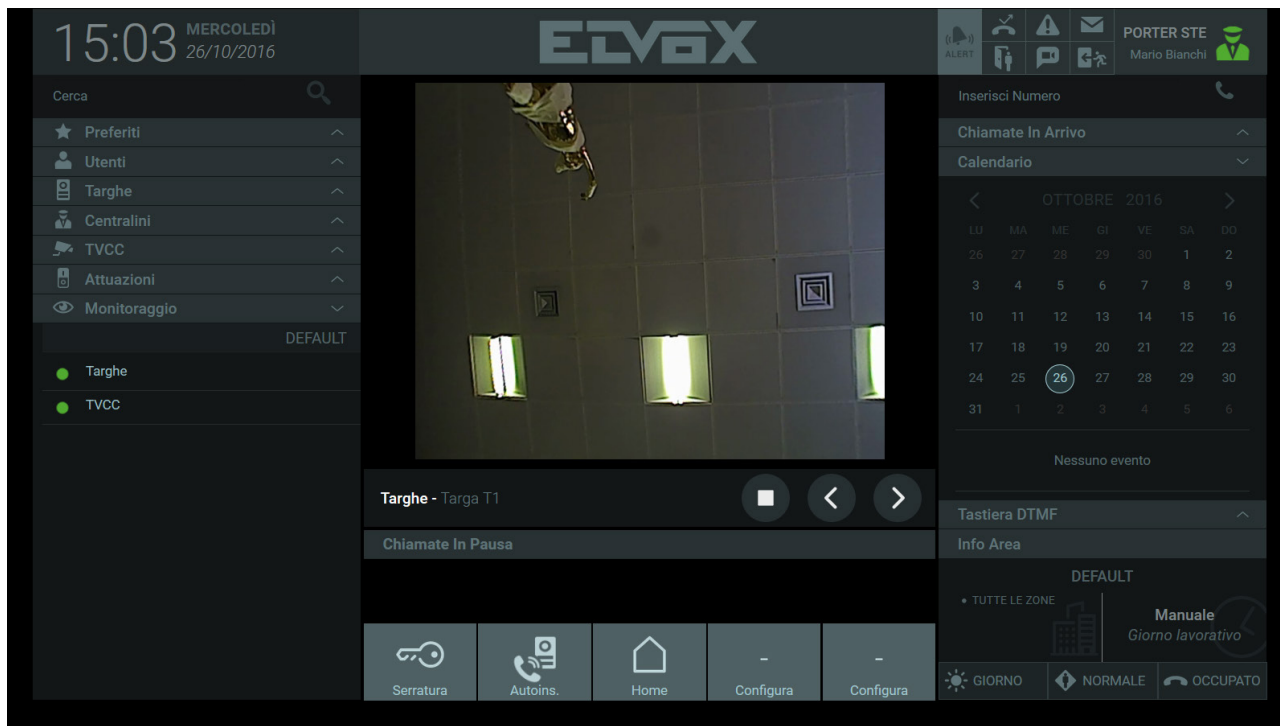 15:03 MERCOLEDÌ
26/10/2016
ELVOX
ALERT
PORTER STE
Mario Bianchi
Cerca
Preferiti
Utenti
Targhe
Centralini
TVCC
Attuazioni
Monitoraggio
DEFAULT
Targhe
TVCC
Targhe - Targa T1
Chiamate In Pausa
Serratura
Autoins.
Home
- Configura
- Configura
Inserisci Numero
Chiamate In Arrivo
Calendario
OTTOBRE 2016
LU MA ME GI VE SA DO
26 27 28 29 30 1 2
3 4 5 6 7 8 9
10 11 12 13 14 15 16
17 18 19 20 21 22 23
24 25 26 27 28 29 30
31 1 2 3 4 5 6
Nessuno evento
Tastiera DTMF
Info Area
DEFAULT
• TUTTE LE ZONE
Manuale
Giorno lavorativo
GIORNO
NORMALE
OCCUPATO